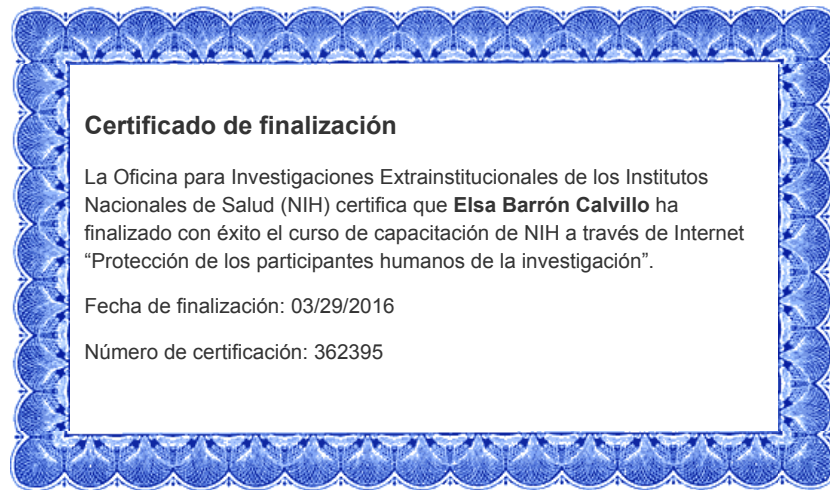 Certificado de finalización
La Oficina para Investigaciones Extrainstitucionales de los Institutos
Nacionales de Salud (NIH) certifica que Elsa Barrón Calvillo ha
finalizado con éxito el curso de capacitación de NIH a través de Internet
“Protección de los participantes humanos de la investigación”.
Fecha de finalización: 03/29/2016
Número de certificación: 362395